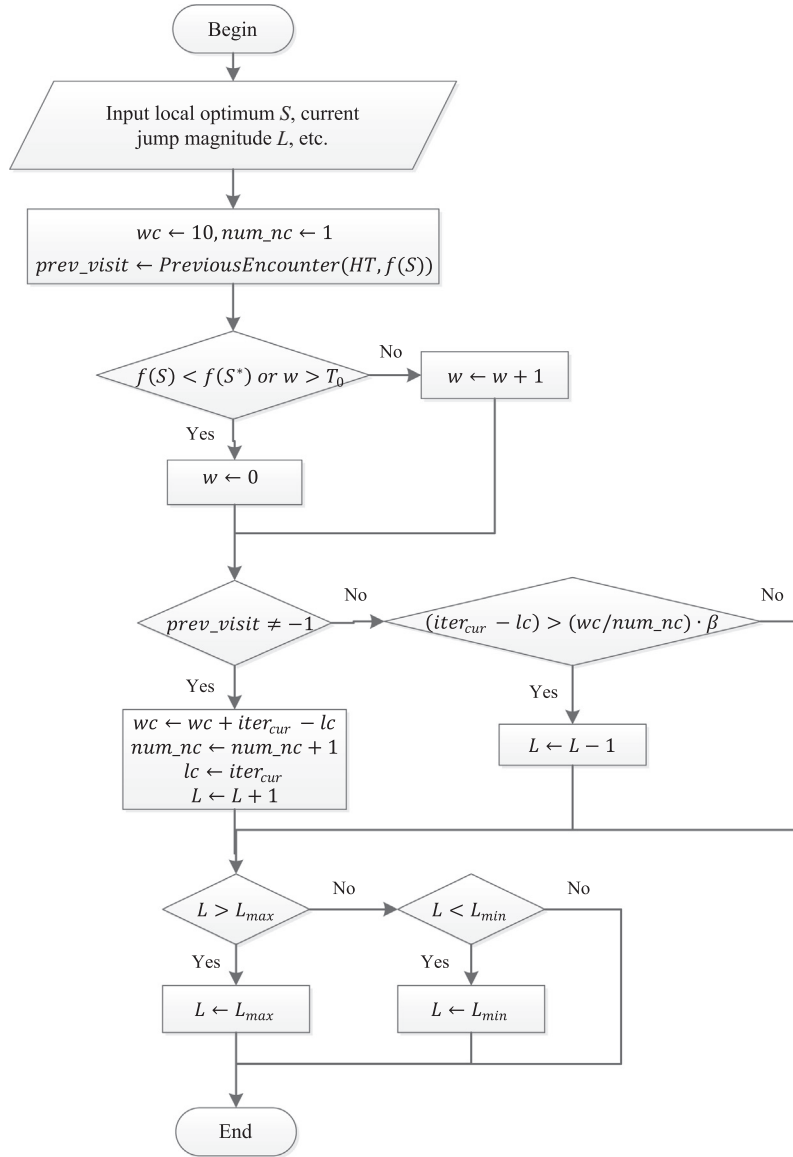 Begin
Input local optimum S, current
jump magnitude L, etc.
wc ← 10, num_nc ← 1
prev_visit ← PreviousEncounter(HT, f(S))
f(S) < f(S*) or w > T₀
No
w ← w + 1
Yes
w ← 0
prev_visit ≠ −1
No
(iter_cur − lc) > (wc/num_nc) · β
No
Yes
wc ← wc + iter_cur − lc
num_nc ← num_nc + 1
lc ← iter_cur
L ← L + 1
Yes
L ← L − 1
L > L_max
No
L < L_min
No
Yes
L ← L_max
Yes
L ← L_min
End